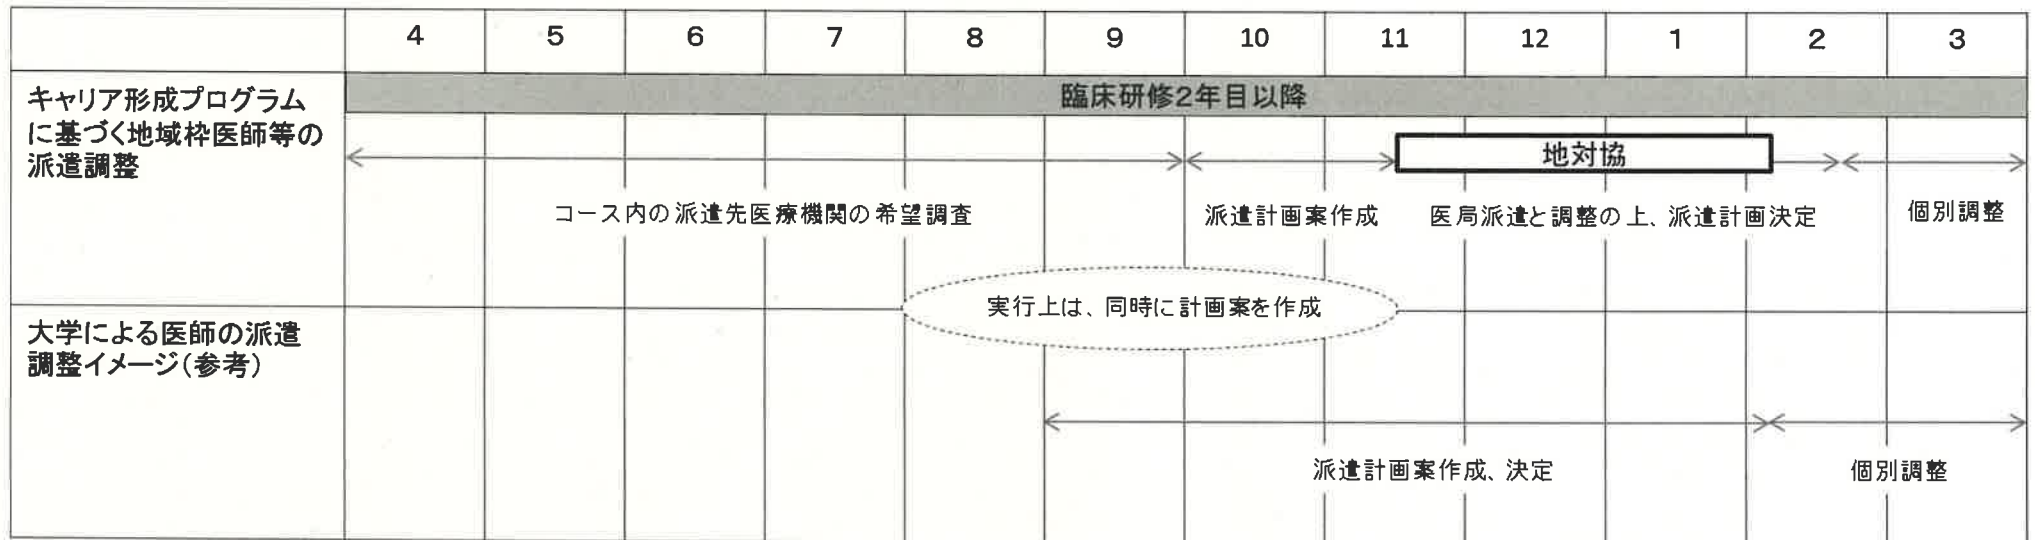 4 5 6 7 8 9 10 11 12 1 2 3
キャリア形成プログラム
に基づく地域枠医師等の
派遣調整
臨床研修2年目以降
地対協
コース内の派遣先医療機関の希望調査
派遣計画案作成
医局派遣と調整の上、派遣計画決定
個別調整
実行上は、同時に計画案を作成
大学による医師の派遣
調整イメージ(参考)
派遣計画案作成、決定
個別調整